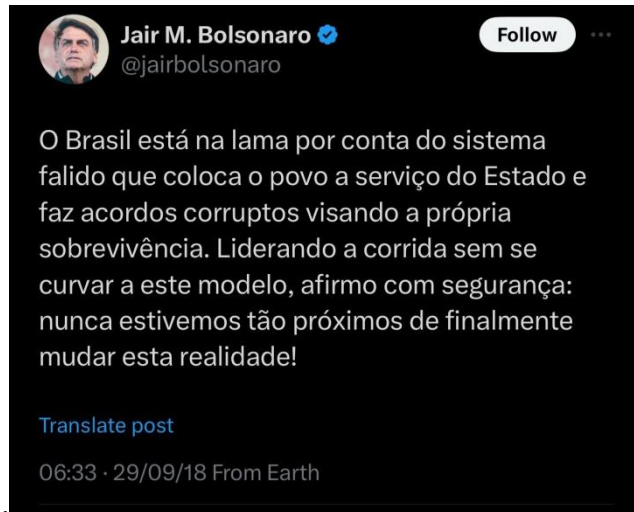 Jair M. Bolsonaro
Follow
@jairbolsonaro
O Brasil está na lama por conta do sistema
falido que coloca o povo a serviço do Estado e
faz acordos corruptos visando a própria
sobrevivência. Liderando a corrida sem se
curvar a este modelo, afirmo com segurança:
nunca estivemos tão próximos de finalmente
mudar esta realidade!
Translate post
06:33 · 29/09/18 From Earth